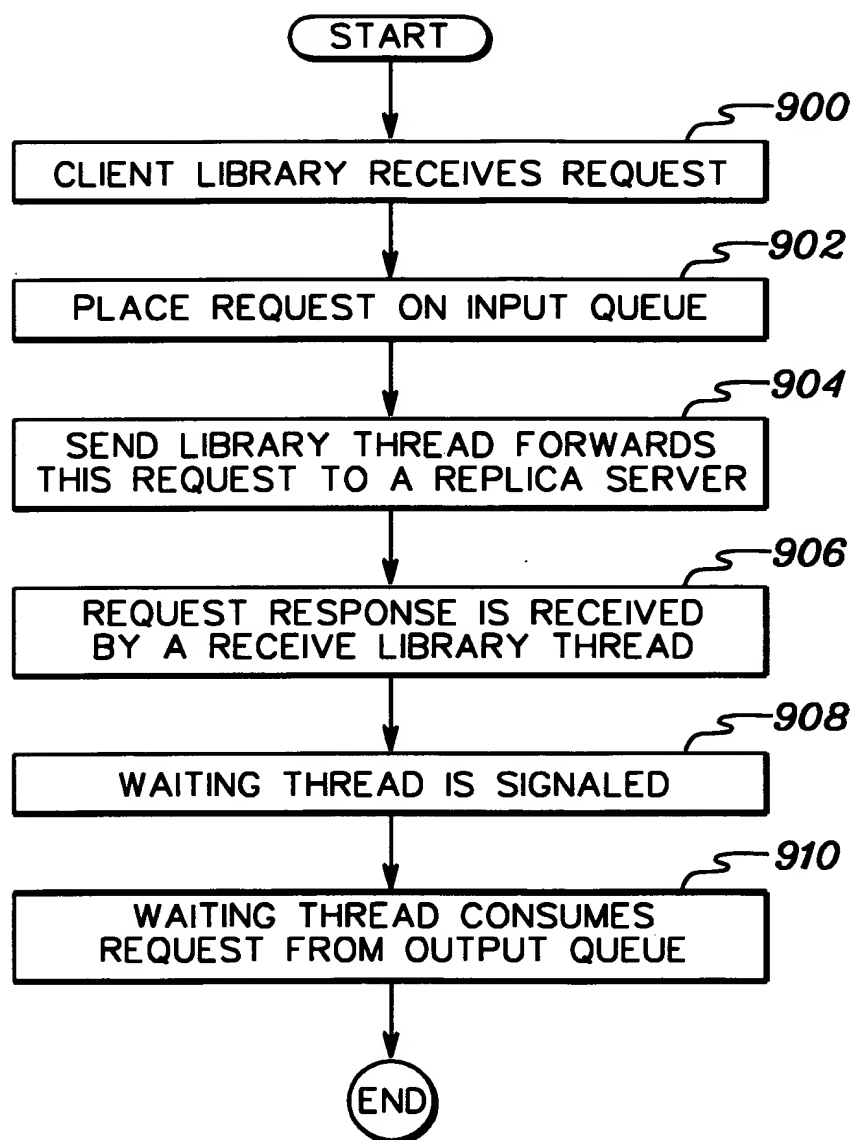 START
900
CLIENT LIBRARY RECEIVES REQUEST
902
PLACE REQUEST ON INPUT QUEUE
904
SEND LIBRARY THREAD FORWARDS
THIS REQUEST TO A REPLICA SERVER
906
REQUEST RESPONSE IS RECEIVED
BY A RECEIVE LIBRARY THREAD
908
WAITING THREAD IS SIGNALED
910
WAITING THREAD CONSUMES
REQUEST FROM OUTPUT QUEUE
END